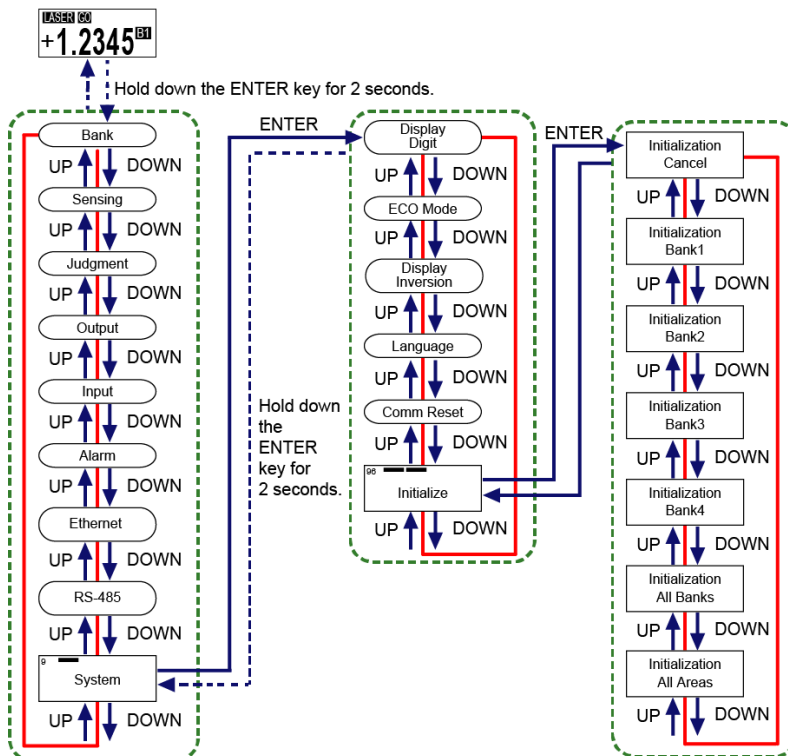 LASER GO
+1.2345 B1
Hold down the ENTER key for 2 seconds.
Bank
UP DOWN
Sensing
UP DOWN
Judgment
UP DOWN
Output
UP DOWN
Input
UP DOWN
Alarm
UP DOWN
Ethernet
UP DOWN
RS-485
UP DOWN
9
System
UP DOWN
ENTER
Hold down
the
ENTER
key for
2 seconds.
Display
Digit
UP DOWN
ECO Mode
UP DOWN
Display
Inversion
UP DOWN
Language
UP DOWN
Comm Reset
UP DOWN
96
Initialize
UP DOWN
ENTER
Initialization
Cancel
UP DOWN
Initialization
Bank1
UP DOWN
Initialization
Bank2
UP DOWN
Initialization
Bank3
UP DOWN
Initialization
Bank4
UP DOWN
Initialization
All Banks
UP DOWN
Initialization
All Areas
UP DOWN